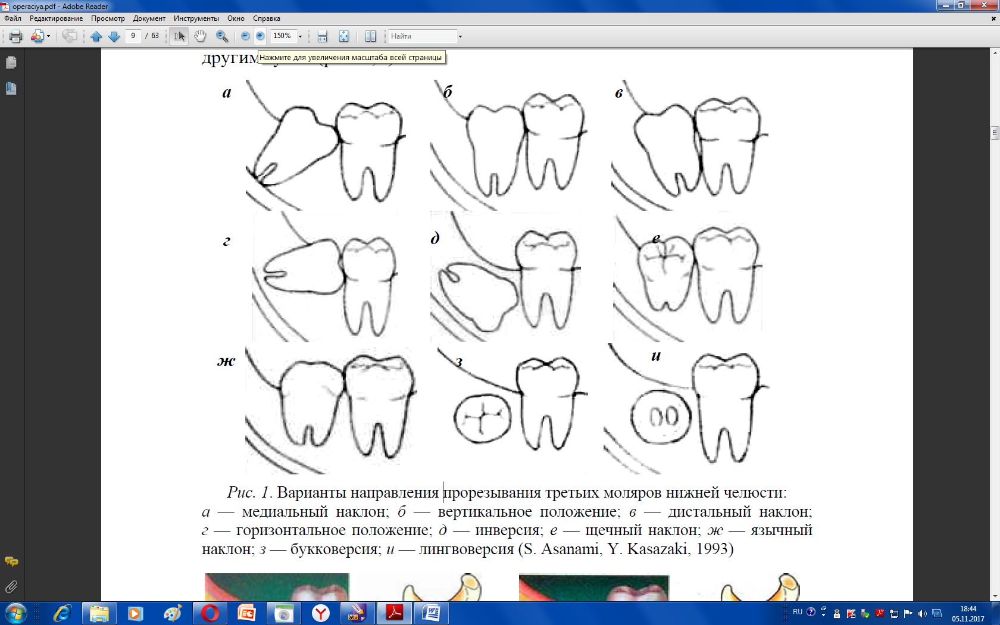 operaciya.pdf - Adobe Reader
Файл Редактирование Просмотр Документ Инструменты Окно Справка
9 / 63 150% Найти
Нажмите для увеличения масштаба всей страницы
другим
а б в
г д е
ж з и
Рис. 1. Варианты направления прорезывания третьих моляров нижней челюсти:
а — медиальный наклон; б — вертикальное положение; в — дистальный наклон;
г — горизонтальное положение; д — инверсия; е — щечный наклон; ж — язычный
наклон; з — букковерсия; и — лингвоверсия (S. Asanami, Y. Kasazaki, 1993)
RU 18:44
05.11.2017